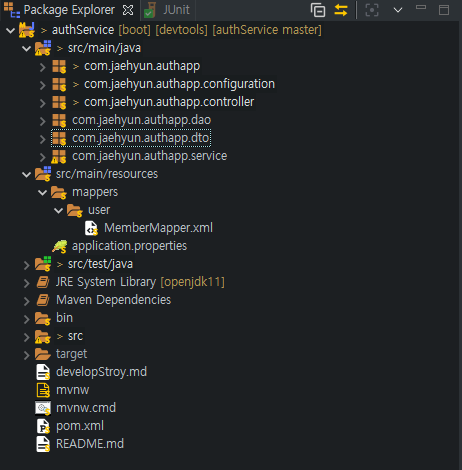 Package Explorer JUnit
> authService [boot] [devtools] [authService master]
> src/main/java
> com.jaehyun.authapp
> com.jaehyun.authapp.configuration
> com.jaehyun.authapp.controller
com.jaehyun.authapp.dao
com.jaehyun.authapp.dto
com.jaehyun.authapp.service
src/main/resources
mappers
user
MemberMapper.xml
application.properties
> src/test/java
JRE System Library [openjdk11]
Maven Dependencies
bin
> src
target
developStroy.md
mvnw
mvnw.cmd
pom.xml
README.md